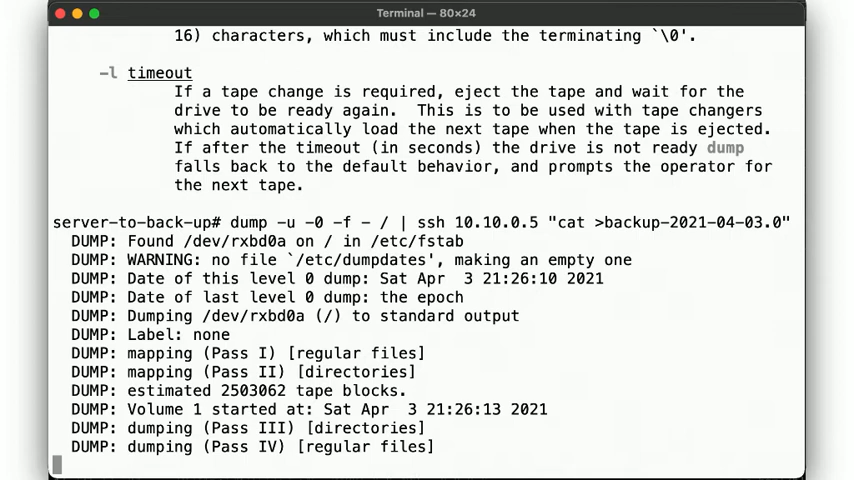 Terminal — 80×24
16) characters, which must include the terminating `\0'.
-l timeout
If a tape change is required, eject the tape and wait for the
drive to be ready again.  This is to be used with tape changers
which automatically load the next tape when the tape is ejected.
If after the timeout (in seconds) the drive is not ready dump
falls back to the default behavior, and prompts the operator for
the next tape.
server-to-back-up# dump -u -0 -f - / | ssh 10.10.0.5 "cat >backup-2021-04-03.0"
DUMP: Found /dev/rxbd0a on / in /etc/fstab
DUMP: WARNING: no file `/etc/dumpdates', making an empty one
DUMP: Date of this level 0 dump: Sat Apr  3 21:26:10 2021
DUMP: Date of last level 0 dump: the epoch
DUMP: Dumping /dev/rxbd0a (/) to standard output
DUMP: Label: none
DUMP: mapping (Pass I) [regular files]
DUMP: mapping (Pass II) [directories]
DUMP: estimated 2503062 tape blocks.
DUMP: Volume 1 started at: Sat Apr  3 21:26:13 2021
DUMP: dumping (Pass III) [directories]
DUMP: dumping (Pass IV) [regular files]